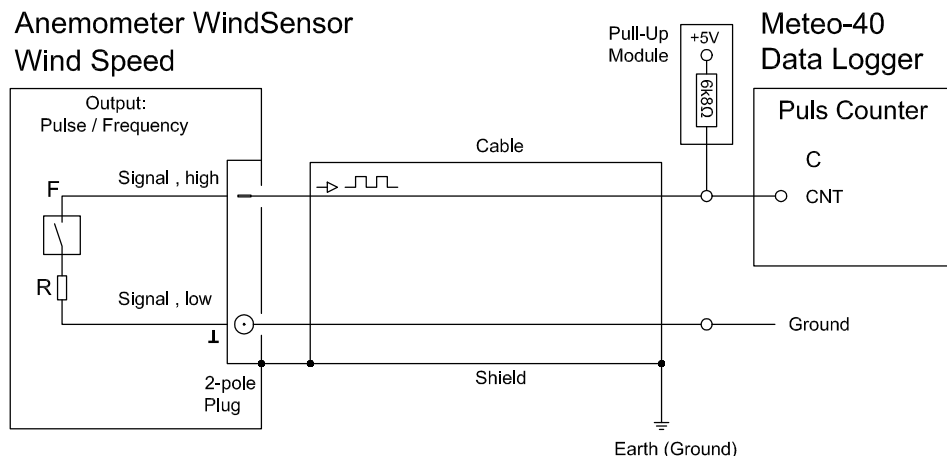 Anemometer WindSensor
Wind Speed
Output:
Pulse / Frequency
Signal , high
F
R
Signal , low
2-pole
Plug
Cable
Shield
Earth (Ground)
Pull-Up
Module
+5V
6k8Ω
Meteo-40
Data Logger
Puls Counter
C
CNT
Ground